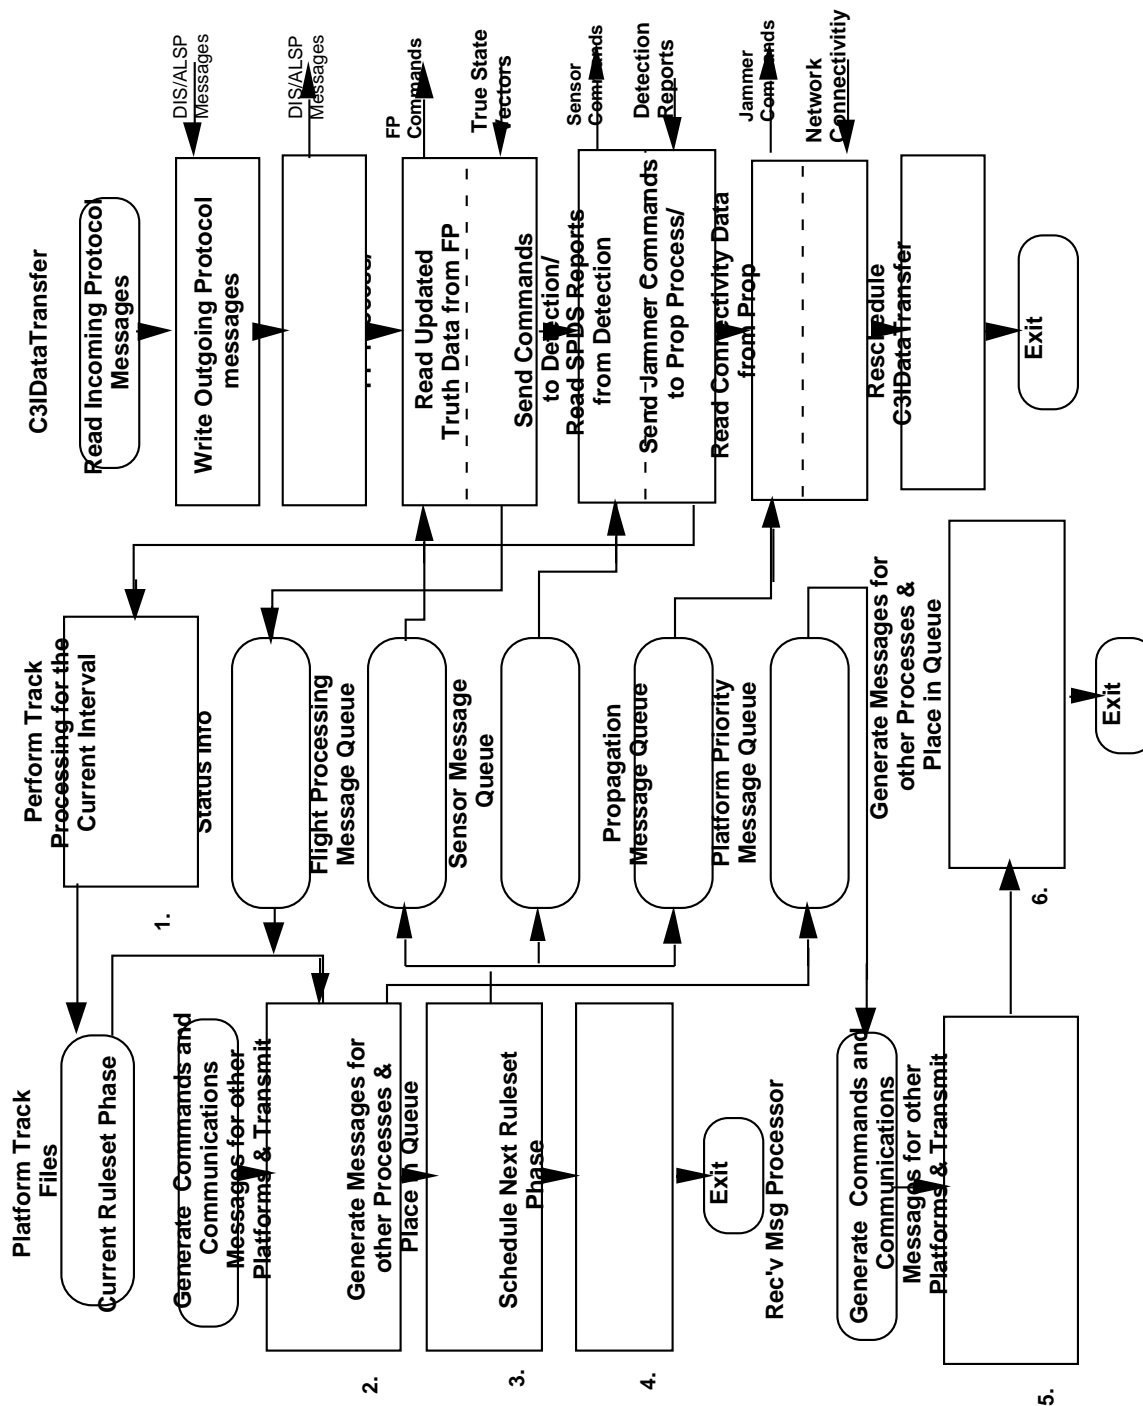 DIS/ALSP
Messages
DIS/ALSP
Messages
FP
Commands
True State
Vectors
Sensor
Commands
Detection
Reports
Jammer
Commands
Network
Connectivitiy
C3IDataTransfer
Read Incoming Protocol
Messages
Write Outgoing Protocol
messages
Read Updated
Truth Data from FP
Send Commands
to Detection/
Read SPDS Reports
from Detection
Send Jammer Commands
to Prop Process/
Read Connectivity Data
from Prop
Reschedule
C3IDataTransfer
Exit
Perform Track
Processing for the
Current Interval
Status Info
Flight Processing
Message Queue
Sensor Message
Queue
Propagation
Message Queue
Platform Priority
Message Queue
Generate Messages for
other Processes &
Place in Queue
Exit
1.
6.
Platform Track
Files
Current Ruleset Phase
Generate Commands and
Communications
Messages for other
Platforms & Transmit
Generate Messages for
other Processes &
Place in Queue
Schedule Next Ruleset
Phase
Exit
Rec'v Msg Processor
Generate Commands and
Communications
Messages for other
Platforms & Transmit
2.
3.
4.
5.